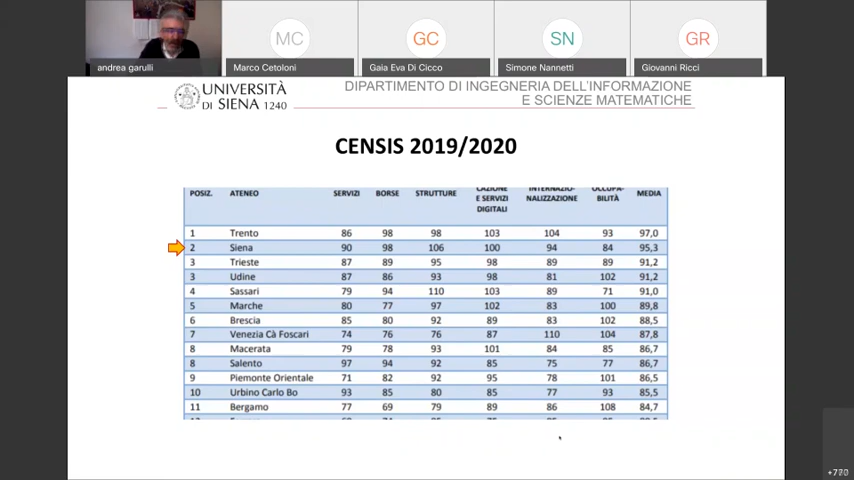 MC
GC
SN
GR
andrea garulli
Marco Cetoloni
Gaia Eva Di Cicco
Simone Nannetti
Giovanni Ricci
UNIVERSITÀ
DI SIENA 1240
DIPARTIMENTO DI INGEGNERIA DELL'INFORMAZIONE
E SCIENZE MATEMATICHE
CENSIS 2019/2020
POSIZ. ATENEO SERVIZI BORSE STRUTTURE CAZIONE E SERVIZI DIGITALI INTERNAZIO-NALIZZAZIONE OCCUPA-BILITÀ MEDIA
1 Trento 86 98 98 103 104 93 97,0
2 Siena 90 98 106 100 94 84 95,3
3 Trieste 87 89 95 98 89 89 91,2
3 Udine 87 86 93 98 81 102 91,2
4 Sassari 79 94 110 103 89 71 91,0
5 Marche 80 77 97 102 83 100 89,8
6 Brescia 85 80 92 89 83 102 88,5
7 Venezia Cà Foscari 74 76 76 87 110 104 87,8
8 Macerata 79 78 93 101 84 85 86,7
8 Salento 97 94 92 85 75 77 86,7
9 Piemonte Orientale 71 82 92 95 78 101 86,5
10 Urbino Carlo Bo 93 85 80 85 77 93 85,5
11 Bergamo 77 69 79 89 86 108 84,7